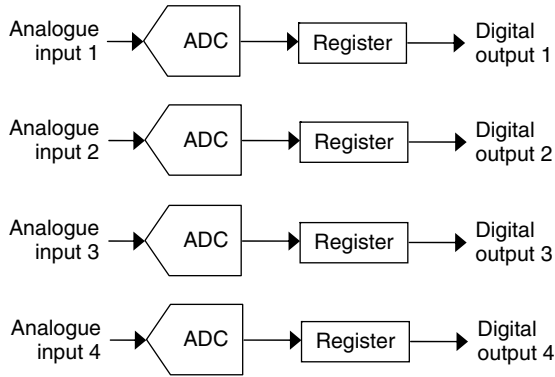 Analogue
input 1
ADC
Register
Digital
output 1
Analogue
input 2
ADC
Register
Digital
output 2
Analogue
input 3
ADC
Register
Digital
output 3
Analogue
input 4
ADC
Register
Digital
output 4